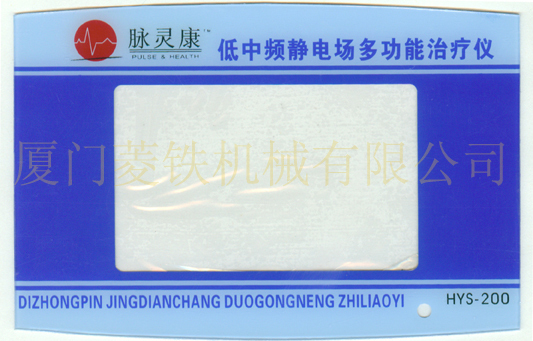 脉灵康™
PULSE & HEALTH
低中频静电场多功能治疗仪
厦门菱铁机械有限公司
DIZHONGPIN JINGDIANCHANG DUOGONGNENG ZHILIAOYI
HYS-200